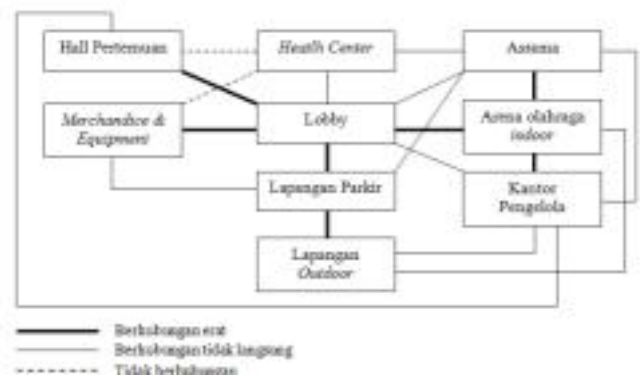 Hall Pertemuan
Health Center
Asrama
Merchandice &
Equipment
Lobby
Arena olahraga
indoor
Lapangan Parkir
Kantor
Pengelola
Lapangan
Outdoor
Berhubungan erat
Berhubungan tidak langsung
Tidak berhubungan